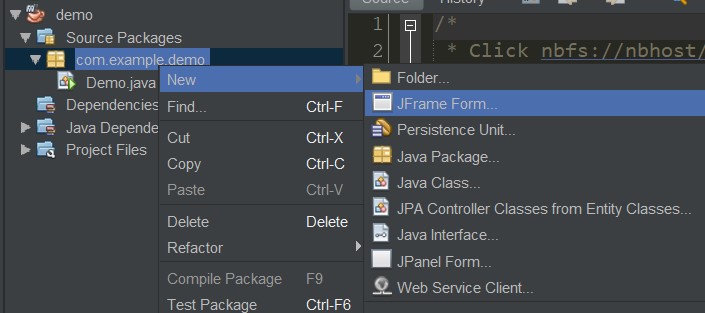 demo
Source Packages
com.example.demo
Demo.java
Dependencies
Java Depende
Project Files
New
Find... Ctrl-F
Cut Ctrl-X
Copy Ctrl-C
Paste Ctrl-V
Delete Delete
Refactor
Compile Package F9
Test Package Ctrl-F6
Folder...
JFrame Form...
Persistence Unit...
Java Package...
Java Class...
JPA Controller Classes from Entity Classes...
Java Interface...
JPanel Form...
Web Service Client...
Source History
1 /*
2 * Click nbfs://nbhost/